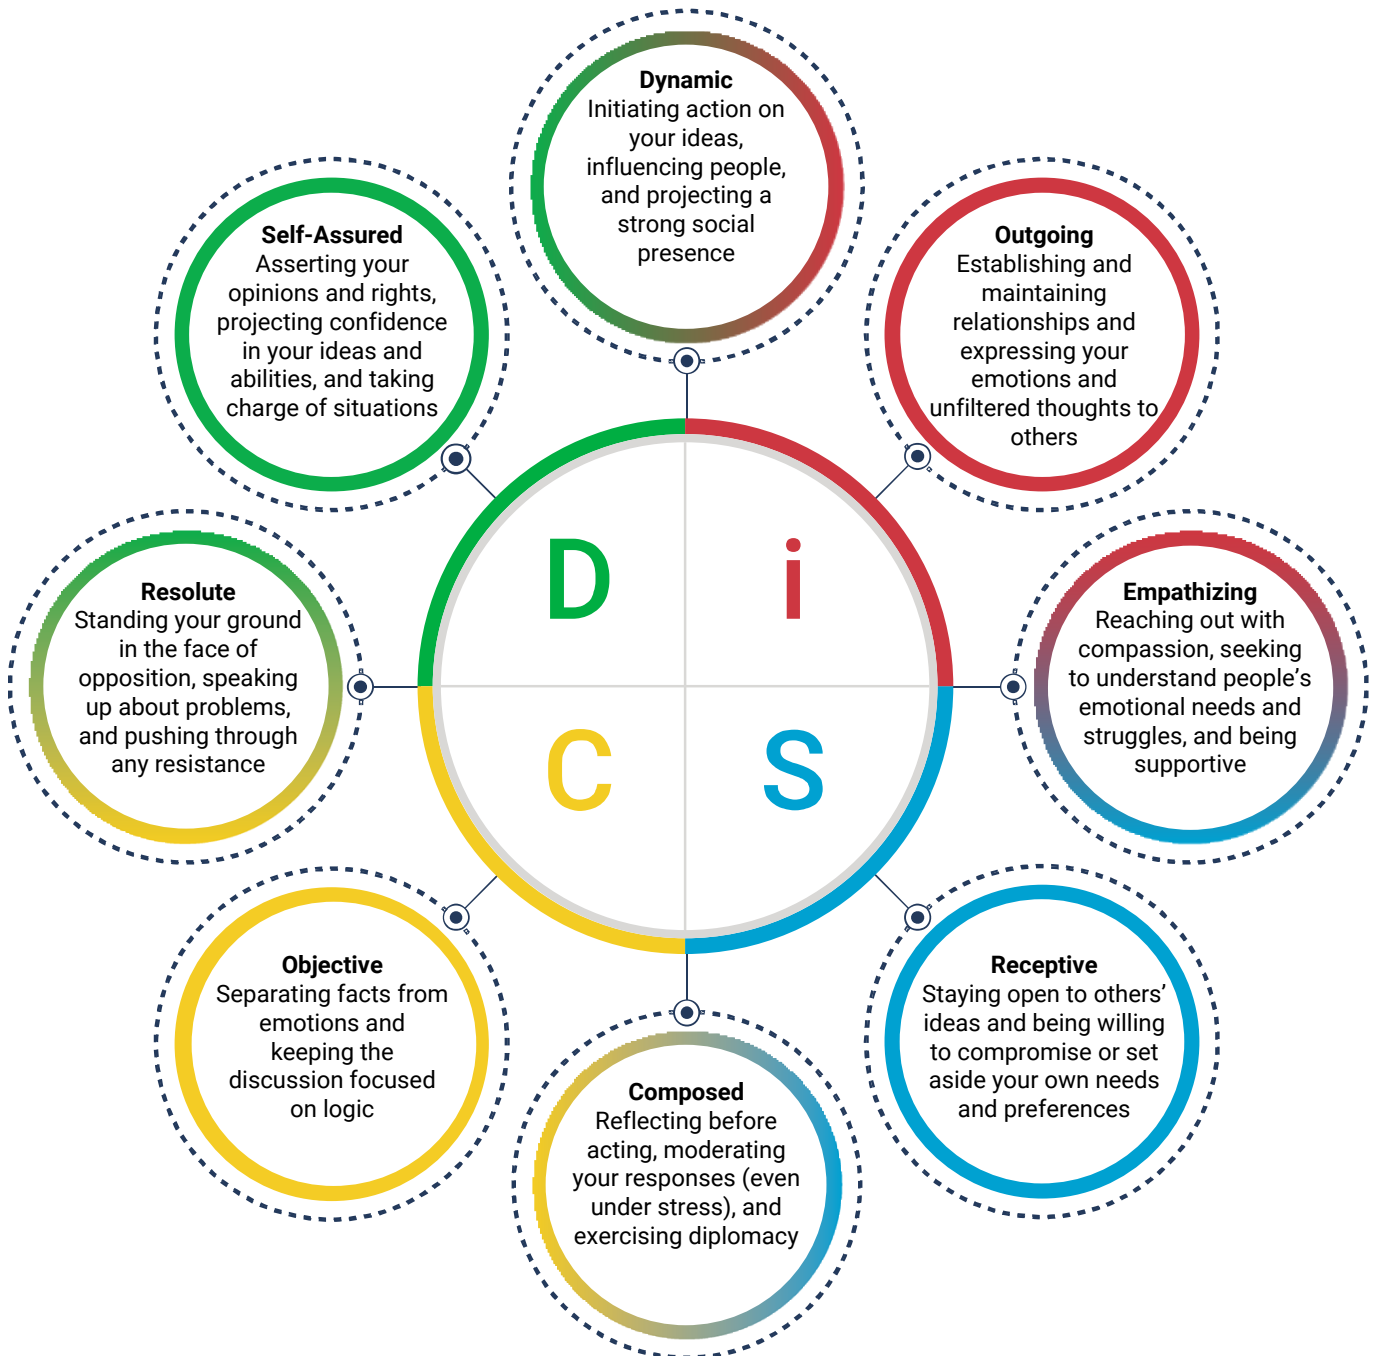 Dynamic
Initiating action on
your ideas,
influencing people,
and projecting a
strong social
presence
Self-Assured
Asserting your
opinions and rights,
projecting confidence
in your ideas and
abilities, and taking
charge of situations
Outgoing
Establishing and
maintaining
relationships and
expressing your
emotions and
unfiltered thoughts to
others
D
i
Resolute
Standing your ground
in the face of
opposition, speaking
up about problems,
and pushing through
any resistance
Empathizing
Reaching out with
compassion, seeking
to understand people’s
emotional needs and
struggles, and being
supportive
C
S
Objective
Separating facts from
emotions and
keeping the
discussion focused
on logic
Receptive
Staying open to others’
ideas and being willing
to compromise or set
aside your own needs
and preferences
Composed
Reflecting before
acting, moderating
your responses (even
under stress), and
exercising diplomacy